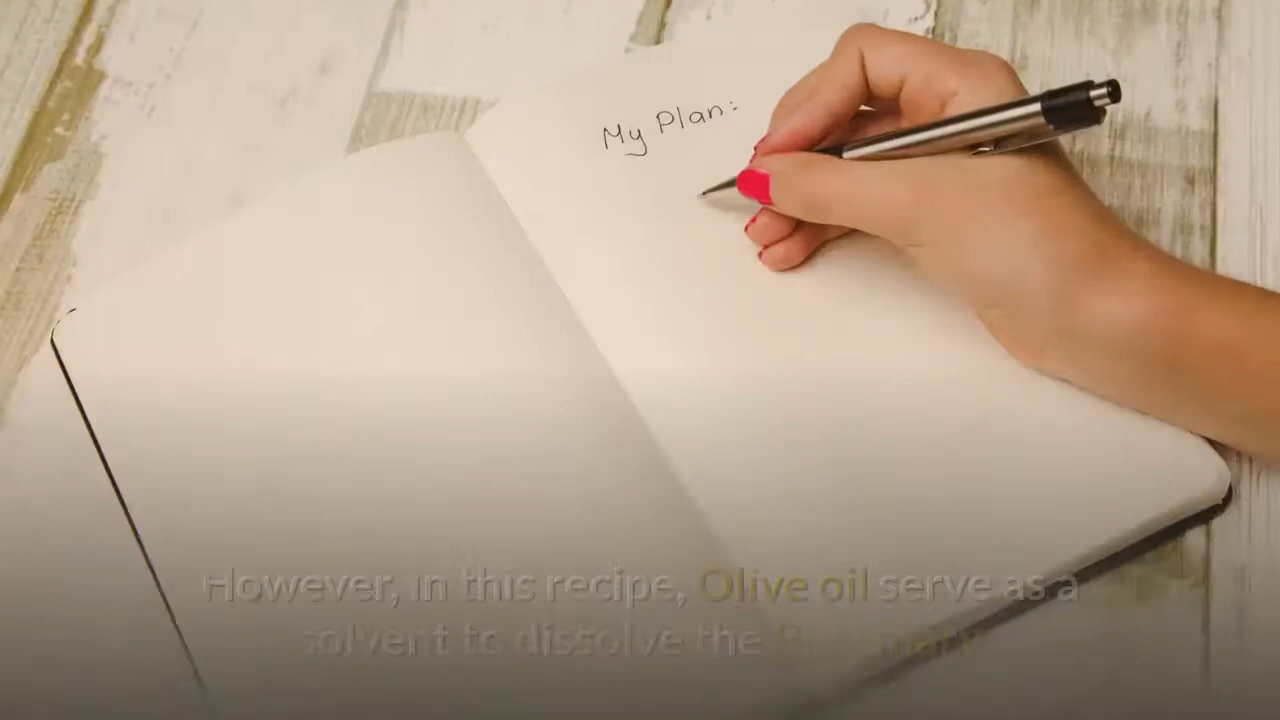 My Plan:
However, in this recipe, Olive oil serve as a
solvent to dissolve the